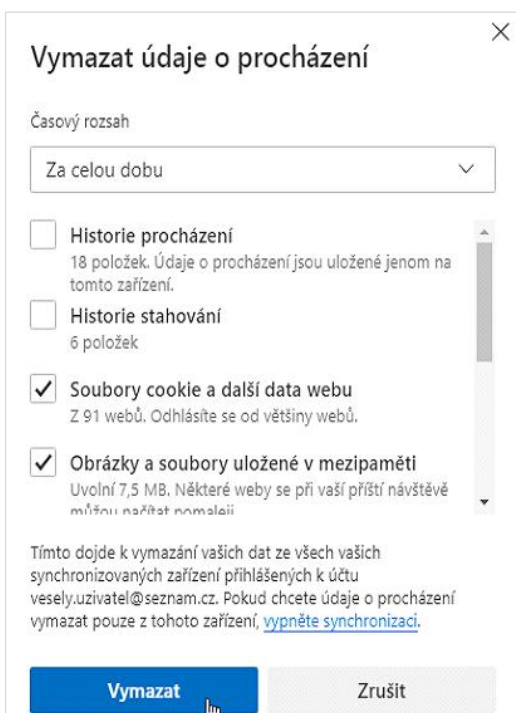 Vymazat údaje o procházení
Časový rozsah
Za celou dobu
Historie procházení
18 položek. Údaje o procházení jsou uložené jenom na
tomto zařízení.
Historie stahování
6 položek
Soubory cookie a další data webu
Z 91 webů. Odhlásíte se od většiny webů.
Obrázky a soubory uložené v mezipaměti
Uvolní 7,5 MB. Některé weby se při vaší příští návštěvě
můžou načítat pomaleji
Tímto dojde k vymazání vašich dat ze všech vašich
synchronizovaných zařízení přihlášených k účtu
vesely.uzivatel@seznam.cz. Pokud chcete údaje o procházení
vymazat pouze z tohoto zařízení, vypněte synchronizaci.
Vymazat
Zrušit